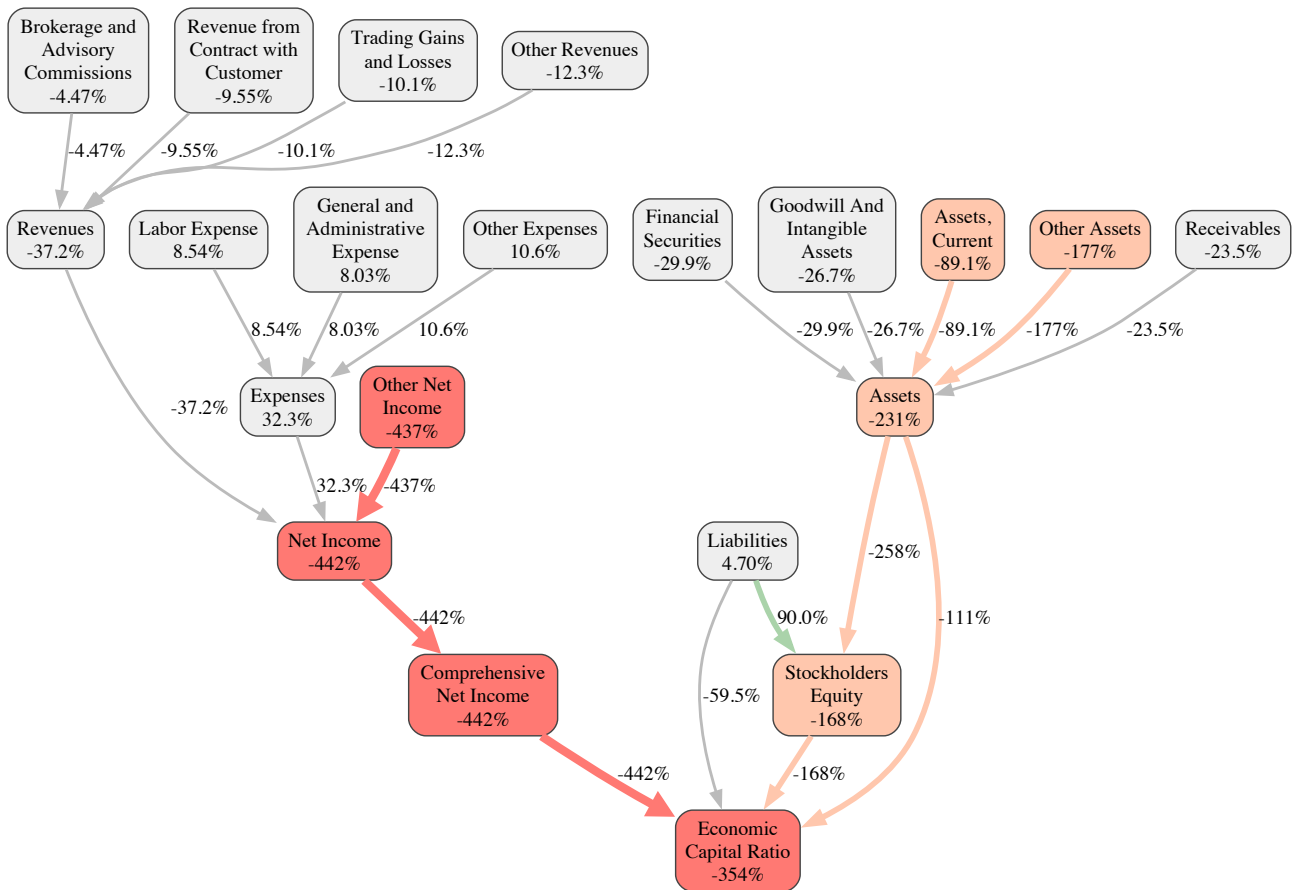 Brokerage and
Advisory
Commissions
-4.47%
Revenue from
Contract with
Customer
-9.55%
Trading Gains
and Losses
-10.1%
Other Revenues
-12.3%
-4.47%
-9.55%
-10.1%
-12.3%
Revenues
-37.2%
Labor Expense
8.54%
General and
Administrative
Expense
8.03%
Other Expenses
10.6%
Financial
Securities
-29.9%
Goodwill And
Intangible
Assets
-26.7%
Assets,
Current
-89.1%
Other Assets
-177%
Receivables
-23.5%
8.54%
8.03%
10.6%
-29.9%
-26.7%
-89.1%
-177%
-23.5%
-37.2%
Expenses
32.3%
Other Net
Income
-437%
Assets
-231%
32.3%
-437%
Net Income
-442%
Liabilities
4.70%
-258%
-442%
90.0%
-111%
Comprehensive
Net Income
-442%
-59.5%
Stockholders
Equity
-168%
-442%
-168%
Economic
Capital Ratio
-354%